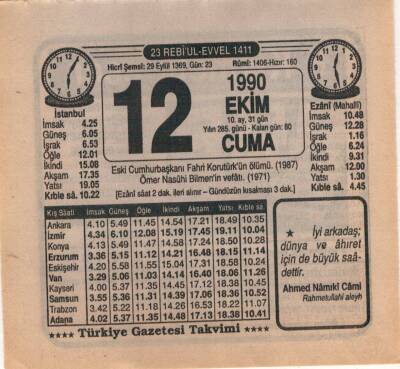 23 REBİ'UL-EVVEL 1411
Hicrî Şemsî: 29 Eylül 1369, Gün: 23 Rûmî: 1406-Hızır: 160
12
1990
EKİM
10. ay, 31 gün
Yılın 285. günü - Kalan gün: 80
CUMA
İstanbul
İmsak 4.25
Güneş 6.05
İşrak 6.53
Öğle 12.01
İkindi 15.08
Akşam 17.35
Yatsı 19.05
Kıble sâ. 10.22
Ezânî (Mahallî)
İmsak 10.48
Güneş 12.28
İşrak 1.16
Öğle 6.24
İkindi 9.31
Akşam 12.00
Yatsı 1.30
Kıble sâ. 4.45
Eski Cumhurbaşkanı Fahri Korutürk'ün ölümü. (1987)
Ömer Nasûhi Bilmen'in vefâtı. (1971)
[Ezânî sâat 2 dak. ileri alınır – Gündüzün kısalması 3 dak.]
Kış Sâati İmsak Güneş Öğle İkindi Akşam Yatsı Kıble sâ.
Ankara 4.10 5.49 11.45 14.54 17.21 18.49 10.35
İzmir 4.34 6.10 12.08 15.19 17.45 19.11 10.04
Konya 4.13 5.49 11.47 14.58 17.24 18.50 10.28
Erzurum 3.36 5.15 11.12 14.21 16.48 18.15 11.14
Eskişehir 4.20 5.58 11.55 15.04 17.31 18.58 10.24
Van 3.29 5.06 11.03 14.14 16.40 18.06 11.26
Kayseri 4.00 5.37 11.35 14.45 17.12 18.38 10.45
Samsun 3.55 5.36 11.31 14.39 17.06 18.36 10.52
Trabzon 3.42 5.22 11.18 14.26 16.53 18.22 11.07
Adana 4.02 5.37 11.35 14.48 17.13 18.38 10.41
★ İyi arkadaş;
dünya ve âhıret
için de büyük saâ-
dettir.
Ahmed Nâmıkî Câmi
Rahmetullahi aleyh
★★★★ Türkiye Gazetesi Takvimi ★★★★